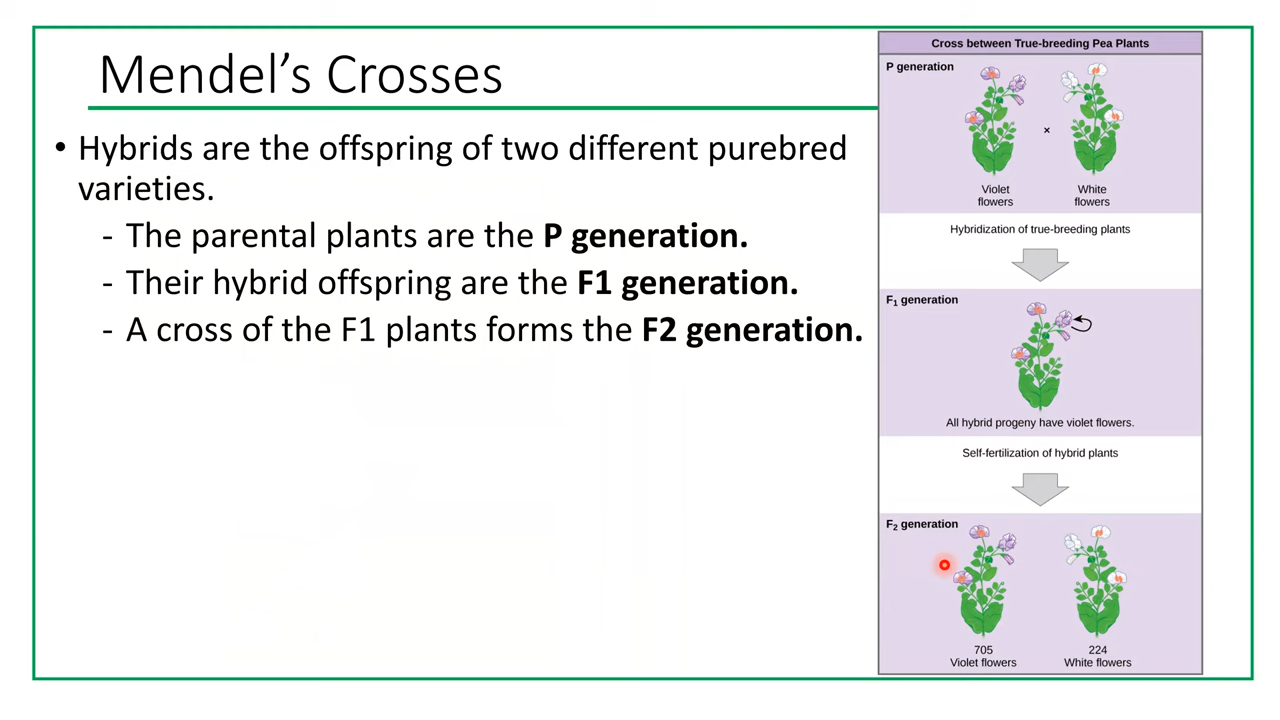 Mendel's Crosses
• Hybrids are the offspring of two different purebred
varieties.
- The parental plants are the P generation.
- Their hybrid offspring are the F1 generation.
- A cross of the F1 plants forms the F2 generation.
Cross between True-breeding Pea Plants
P generation
×
Violet
flowers
White
flowers
Hybridization of true-breeding plants
F₁ generation
All hybrid progeny have violet flowers.
Self-fertilization of hybrid plants
F₂ generation
705
Violet flowers
224
White flowers